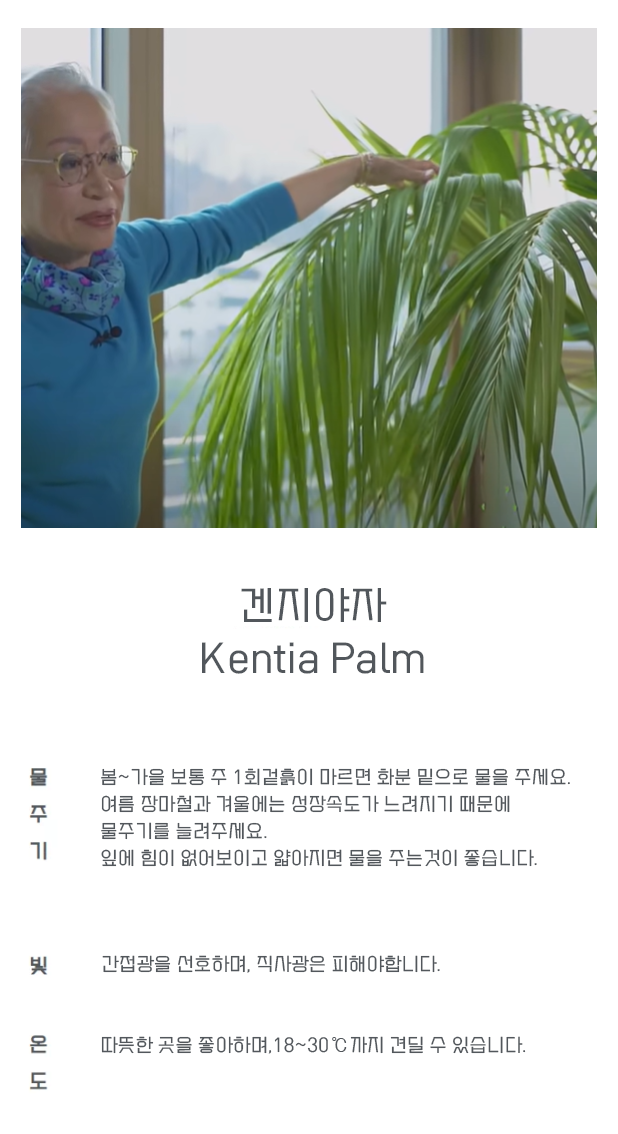 겐지야자
Kentia Palm
물주기
봄~가을 보통 주 1회겉흙이 마르면 화분 밑으로 물을 주세요.
여름 장마철과 겨울에는 성장속도가 느려지기 때문에
물주기를 늘려주세요.
잎에 힘이 없어보이고 얇아지면 물을 주는것이 좋습니다.
빛
간접광을 선호하며, 직사광은 피해야합니다.
온도
따뜻한 곳을 좋아하며,18~30℃까지 견딜 수 있습니다.